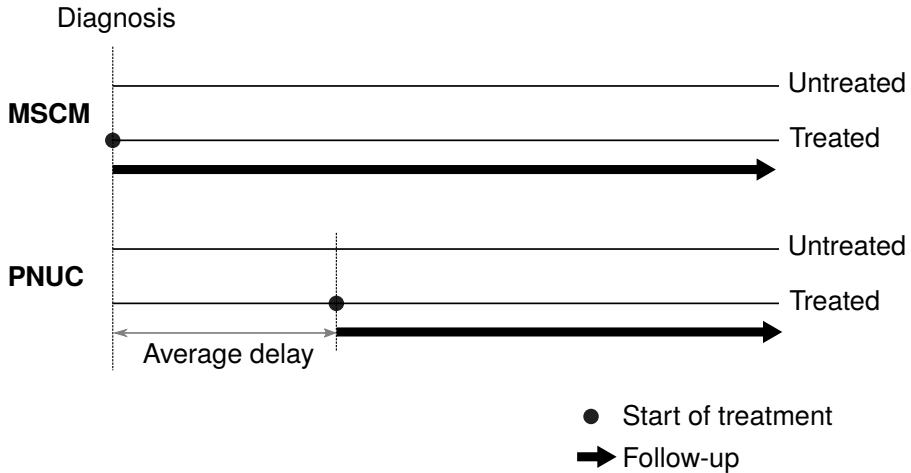 Diagnosis
Untreated
MSCM
Treated
Untreated
PNUC
Treated
Average delay
Start of treatment
Follow-up